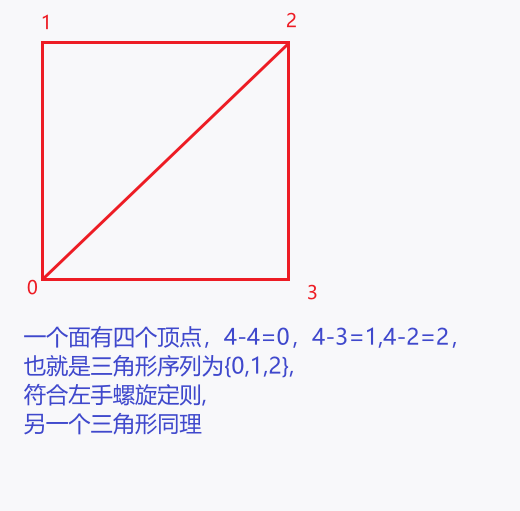 1
2
0
3
一个面有四个顶点，4-4=0，4-3=1,4-2=2，
也就是三角形序列为{0,1,2},
符合左手螺旋定则,
另一个三角形同理